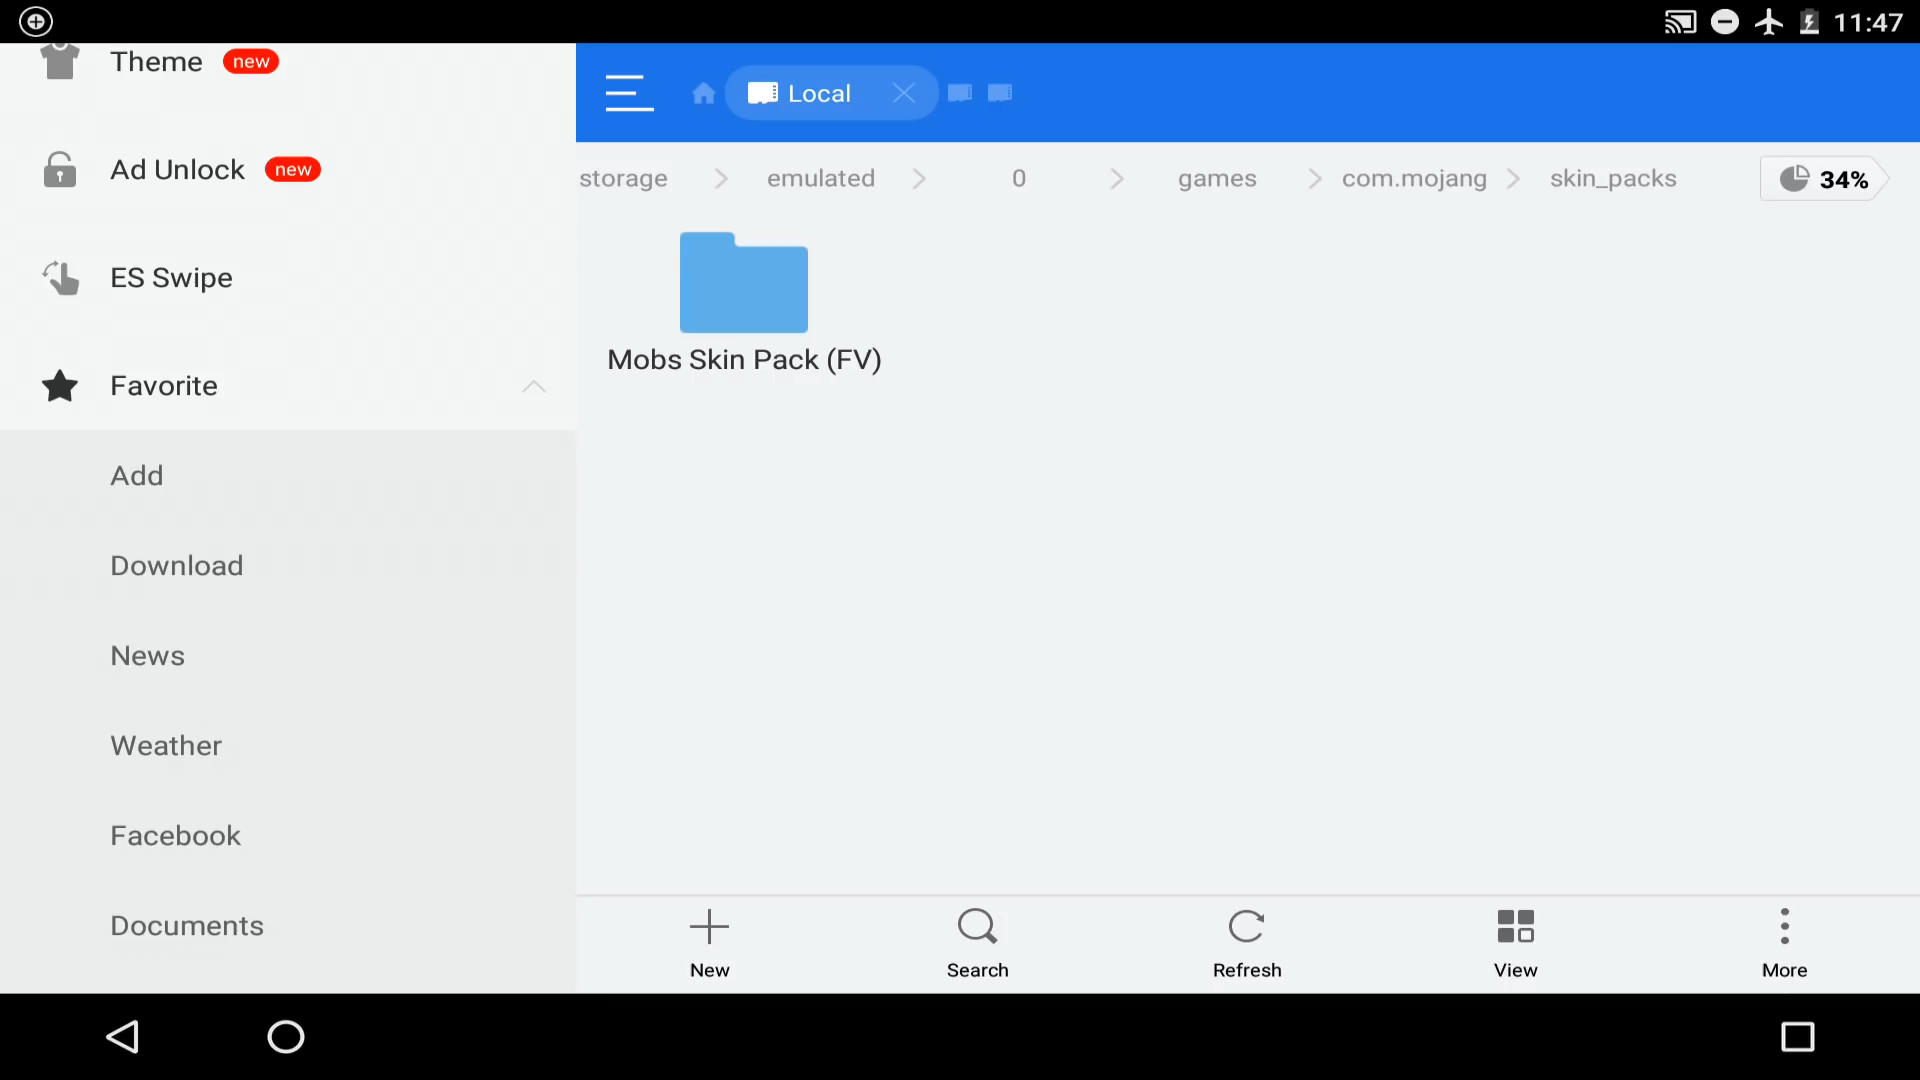 11:47
Theme new
Ad Unlock new
ES Swipe
Favorite
Add
Download
News
Weather
Facebook
Documents
Local
storage emulated 0 games com.mojang skin_packs 34%
Mobs Skin Pack (FV)
New Search Refresh View More